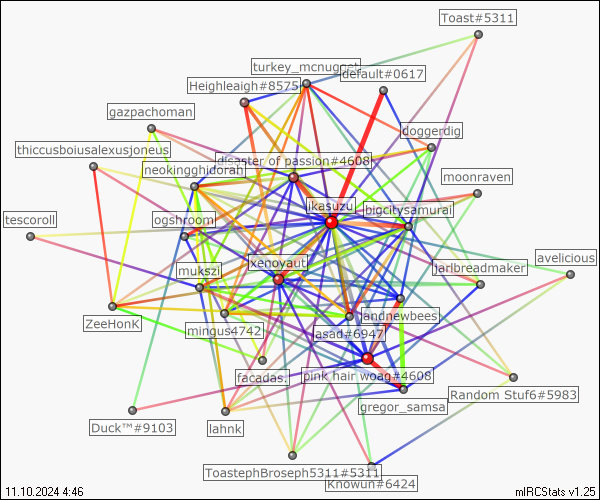 Toast#5311
turkey_mcnugget
default#0617
Heighleaigh#8575
gazpachoman
doggerdig
thiccusboiusalexusjoneus
disaster of passion#4608
neokingghidorah
moonraven
ikasuzu
bigcitysamurai
tescoroll
ogshroom
avelicious
xenoyaut
jarlbreadmaker
mukszi
landnewbees
ZeeHonK
mingus4742
asad#6947
facadas.
pink hair woag#4608
Random Stuf6#5983
gregor_samsa
Duck™#9103
lahnk
ToastephBroseph5311#5311
Knowun#6424
11.10.2024 4:46
mIRCStats v1.25